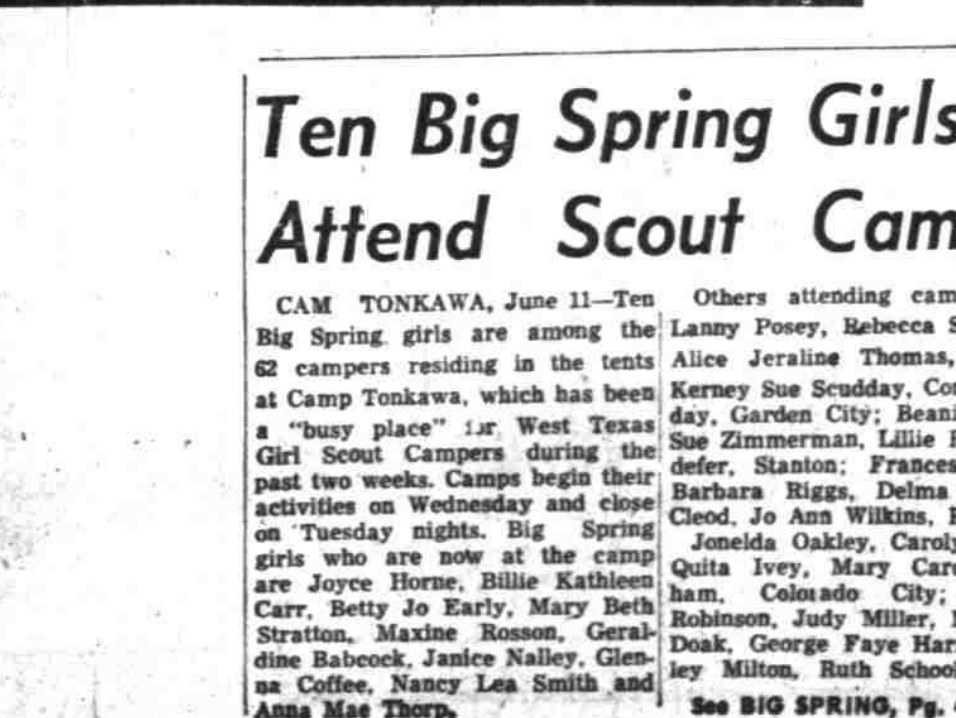 Ten Big Spring Girls
Attend Scout Cam
CAM TONKAWA, June 11—Ten
Big Spring girls are among the
62 campers residing in the tents
at Camp Tonkawa, which has been
a "busy place" for West Texas
Girl Scout Campers during the
past two weeks. Camps begin their
activities on Wednesday and close
on Tuesday nights. Big Spring
girls who are now at the camp
are Joyce Horne, Billie Kathleen
Carr, Betty Jo Early, Mary Beth
Stratton, Maxine Rosson, Geral-
dine Babcock, Janice Nalley, Glen-
na Coffee, Nancy Lea Smith and
Anna Mae Thorp.
Others attending cam
Lanny Posey, Rebecca S
Alice Jeraline Thomas,
Kerney Sue Scudday, Co
day, Garden City; Beani
Sue Zimmerman, Lillie
defer, Stanton; Frances
Barbara Riggs, Delma
Cleod, Jo Ann Wilkins,
Jonelda Oakley, Caroly
Quita Ivey, Mary Car
ham, Colorado City;
Robinson, Judy Miller,
Doak, George Faye Har
ley Milton, Ruth School
See BIG SPRING, Pg.